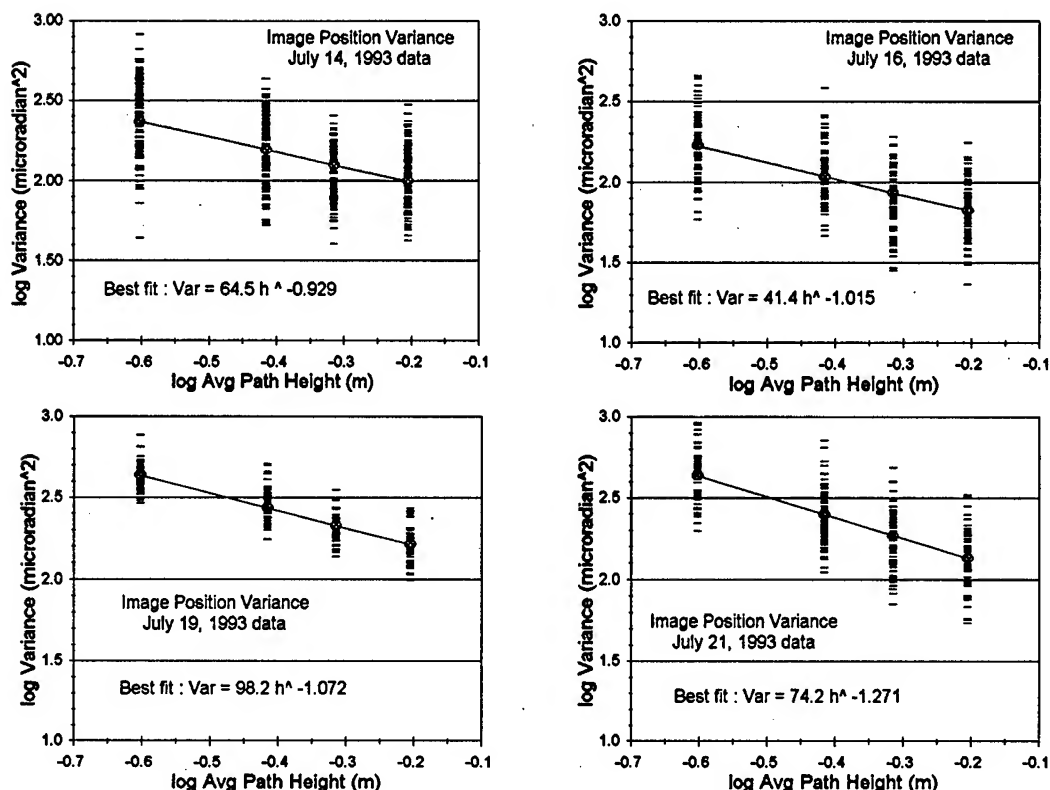 Image Position Variance
July 14, 1993 data
log Variance (microradian^2)
3.00
2.50
2.00
1.50
1.00
Best fit : Var = 64.5 h ^ -0.929
-0.7 -0.6 -0.5 -0.4 -0.3 -0.2 -0.1
log Avg Path Height (m)
Image Position Variance
July 16, 1993 data
log Variance (microradian^2)
3.0
2.5
2.0
1.5
1.0
Best fit : Var = 41.4 h^ -1.015
-0.7 -0.6 -0.5 -0.4 -0.3 -0.2 -0.1
log Avg Path Height (m)
log Variance (microradian^2)
3.0
2.5
2.0
1.5
1.0
Image Position Variance
July 19, 1993 data
Best fit : Var = 98.2 h^ -1.072
-0.7 -0.6 -0.5 -0.4 -0.3 -0.2 -0.1
log Avg Path Height (m)
log Variance (microradian^2)
3.0
2.5
2.0
1.5
1.0
Image Position Variance
July 21, 1993 data
Best fit : Var = 74.2 h^ -1.271
-0.7 -0.6 -0.5 -0.4 -0.3 -0.2 -0.1
log Avg Path Height (m)